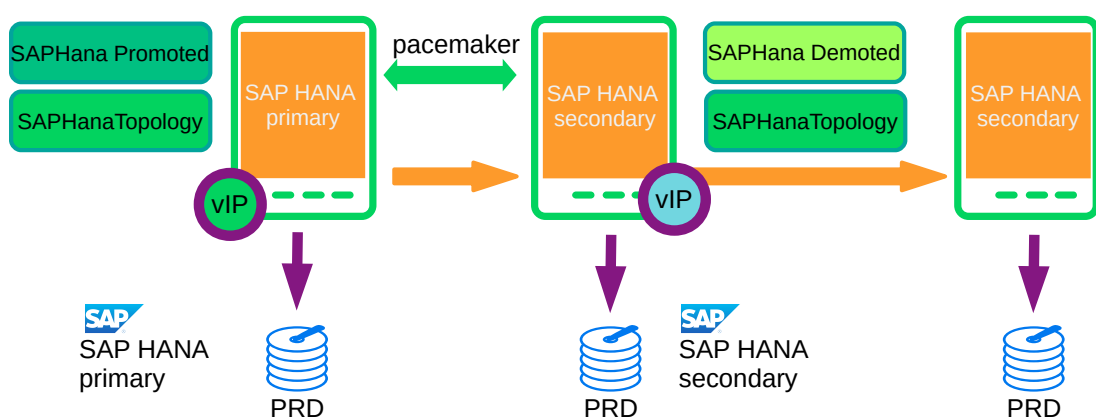 SAPHana Promoted
SAPHanaTopology
SAP HANA
primary
vIP
pacemaker
SAP HANA
secondary
vIP
SAPHana Demoted
SAPHanaTopology
SAP HANA
secondary
SAP
SAP HANA
primary
PRD
PRD
SAP
SAP HANA
secondary
PRD